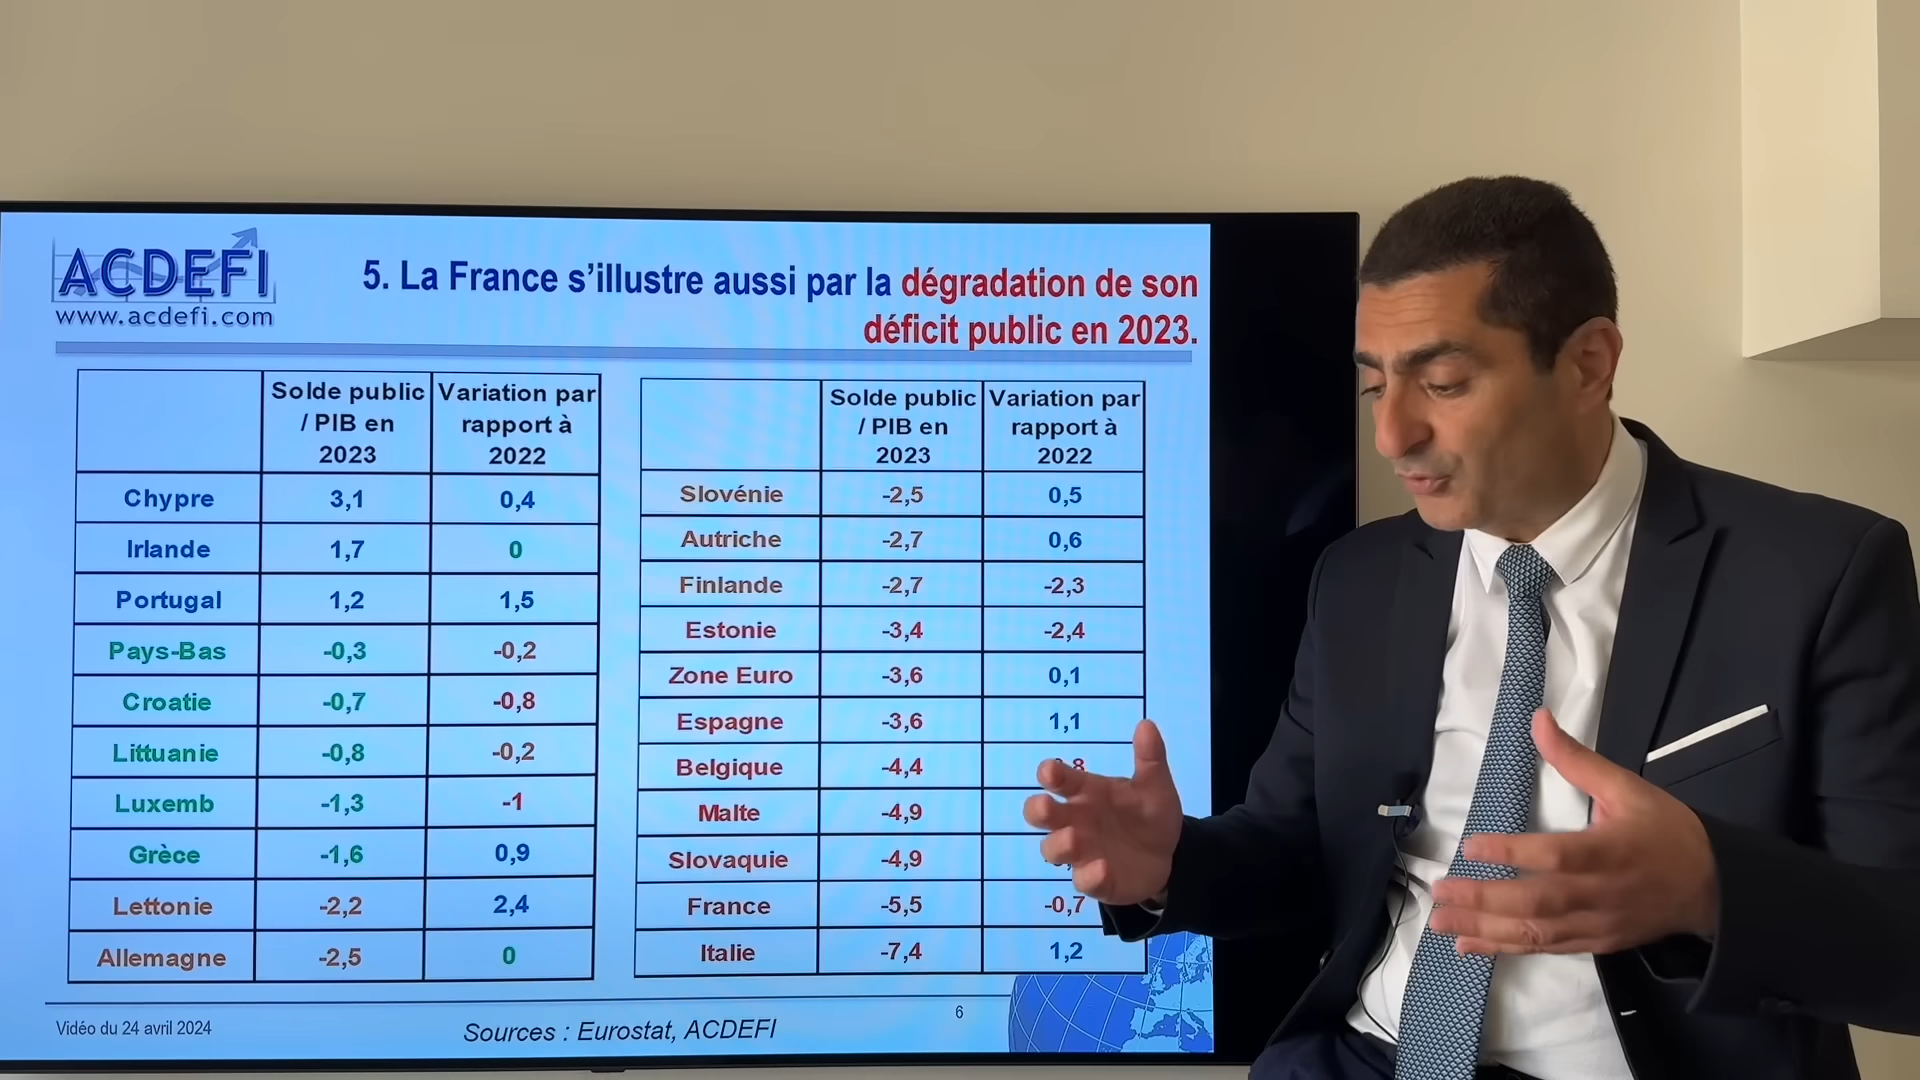 ACDEFI
www.acdefi.com
5. La France s’illustre aussi par la dégradation de son
déficit public en 2023.
Solde public / PIB en 2023 Variation par rapport à 2022
Chypre 3,1 0,4
Irlande 1,7 0
Portugal 1,2 1,5
Pays-Bas -0,3 -0,2
Croatie -0,7 -0,8
Littuanie -0,8 -0,2
Luxemb -1,3 -1
Grèce -1,6 0,9
Lettonie -2,2 2,4
Allemagne -2,5 0
Solde public / PIB en 2023 Variation par rapport à 2022
Slovénie -2,5 0,5
Autriche -2,7 0,6
Finlande -2,7 -2,3
Estonie -3,4 -2,4
Zone Euro -3,6 0,1
Espagne -3,6 1,1
Belgique -4,4
Malte -4,9
Slovaquie -4,9
France -5,5 -0,7
Italie -7,4 1,2
Vidéo du 24 avril 2024
Sources : Eurostat, ACDEFI
6